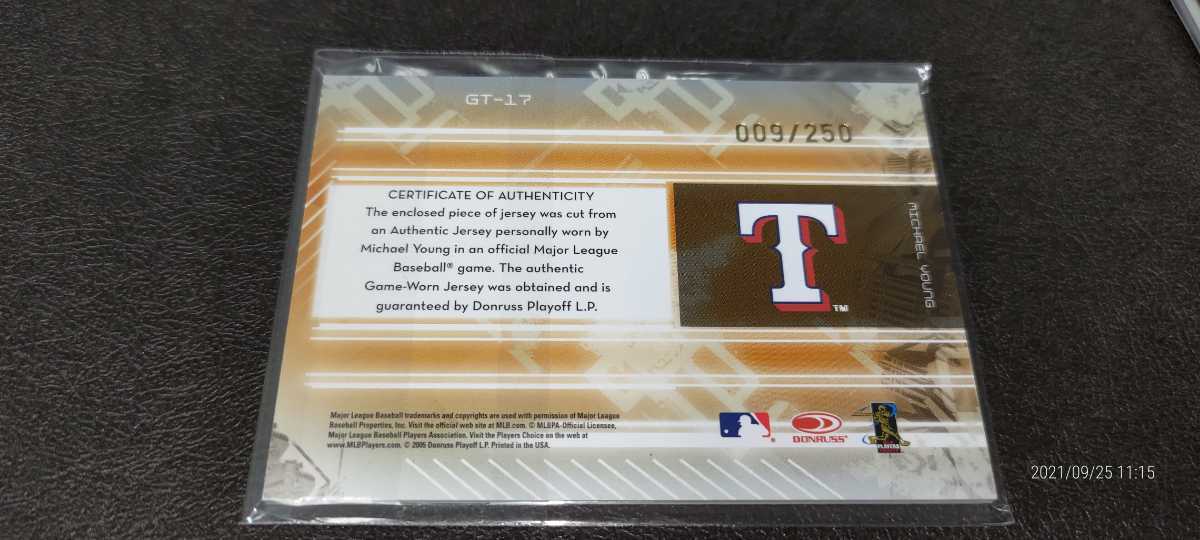 GT-17
009/250
CERTIFICATE OF AUTHENTICITY
The enclosed piece of jersey was cut from
an Authentic Jersey personally worn by
Michael Young in an official Major League
Baseball® game. The authentic
Game-Worn Jersey was obtained and is
guaranteed by Donruss Playoff L.P.
T
TM
MICHAEL YOUNG
Major League Baseball trademarks and copyrights are used with permission of Major League
Baseball Properties, Inc. Visit the official web site at MLB.com. © MLBPA-Official Licensee,
Major League Baseball Players Association. Visit the Players Choice on the web at
www.MLBPlayers.com. © 2005 Donruss Playoff L.P. Printed in the USA.
DONRUSS
PLAYERS
2021/09/25 11:15